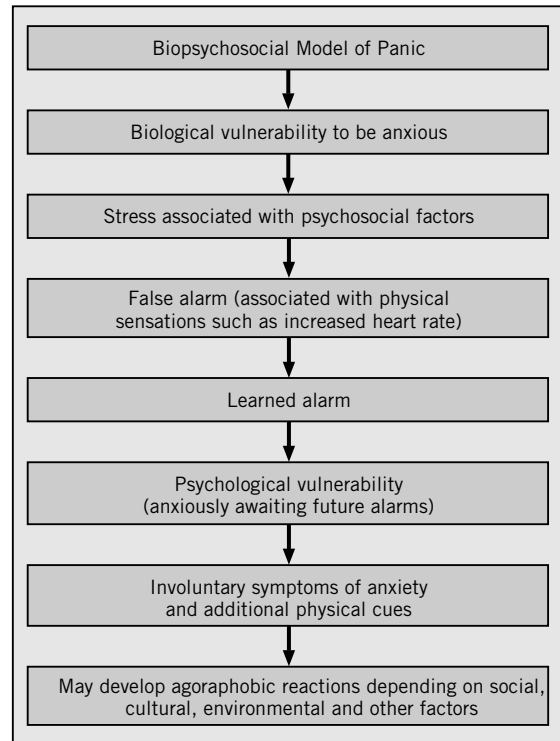 Biopsychosocial Model of Panic
Biological vulnerability to be anxious
Stress associated with psychosocial factors
False alarm (associated with physical
sensations such as increased heart rate)
Learned alarm
Psychological vulnerability
(anxiously awaiting future alarms)
Involuntary symptoms of anxiety
and additional physical cues
May develop agoraphobic reactions depending on social,
cultural, environmental and other factors